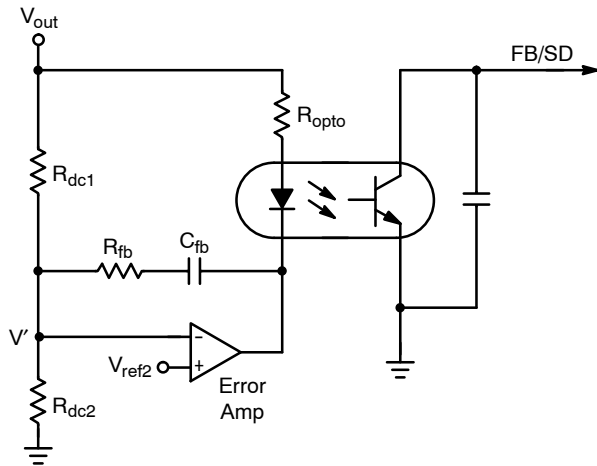 Vout
FB/SD
Ropto
Rdc1
Rfb
Cfb
V′
−
Vref2
+
Error
Amp
Rdc2